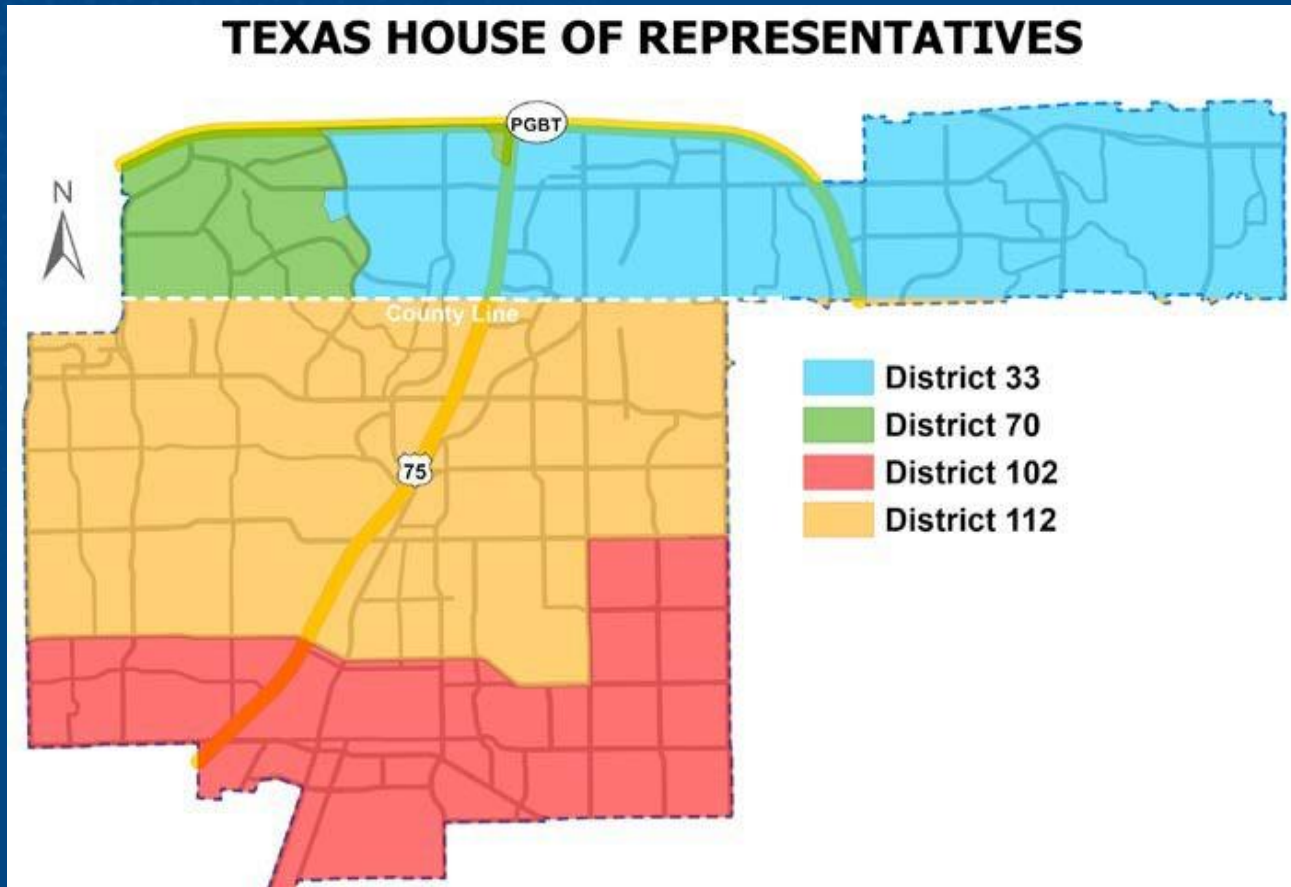 TEXAS HOUSE OF REPRESENTATIVES
PGBT
N
County Line
75
District 33
District 70
District 102
District 112